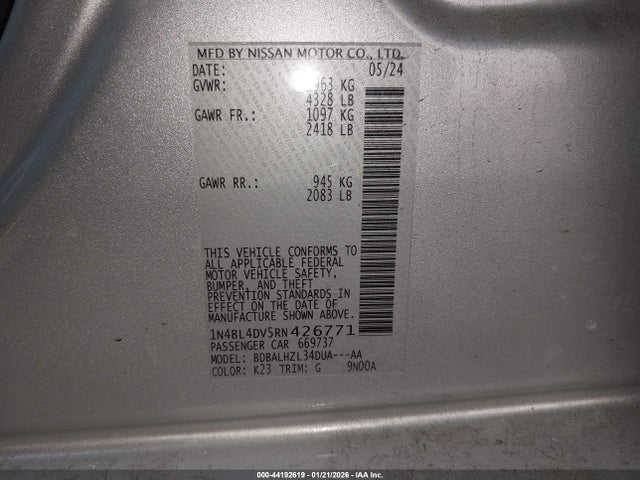 MFD BY NISSAN MOTOR CO., LTD.
DATE: 05/24
GVWR: KG
4328 LB
GAWR FR.: 1097 KG
2418 LB
GAWR RR.: 945 KG
2083 LB
THIS VEHICLE CONFORMS TO
ALL APPLICABLE FEDERAL
MOTOR VEHICLE SAFETY,
BUMPER, AND THEFT
PREVENTION STANDARDS IN
EFFECT ON THE DATE OF
MANUFACTURE SHOWN ABOVE.
1N4BL4DV5RN426771
PASSENGER CAR 669737
MODEL: BDBALHZL34DUA---AA
COLOR: K23 TRIM: G 9N00A
000-44192619 | 01/21/2026 - IAA Inc.